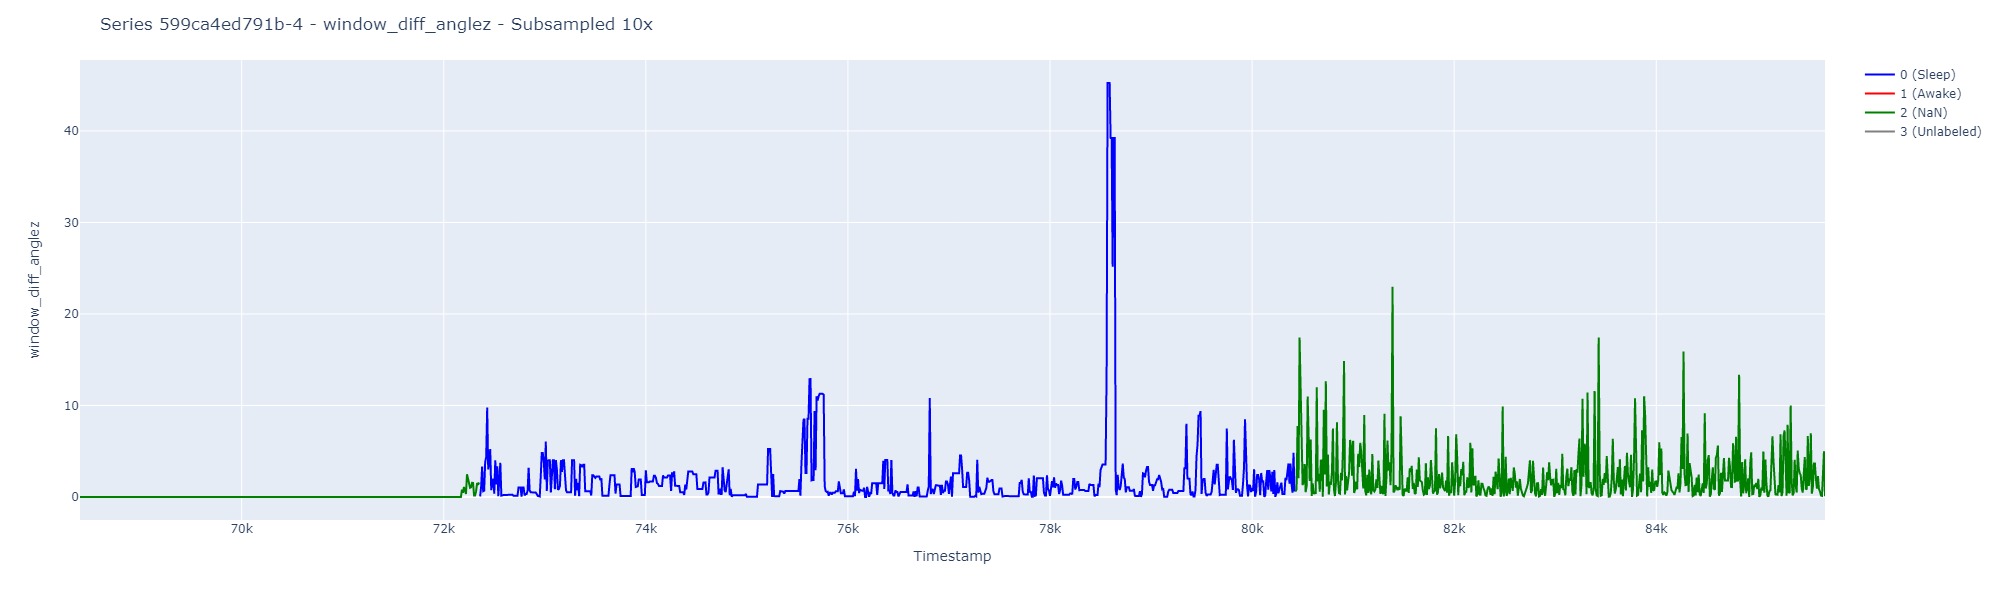 Series 599ca4ed791b-4 - window_diff_anglez - Subsampled 10x
0 (Sleep)
1 (Awake)
2 (NaN)
3 (Unlabeled)
40
30
20
10
0
window_diff_anglez
70k 72k 74k 76k 78k 80k 82k 84k
Timestamp